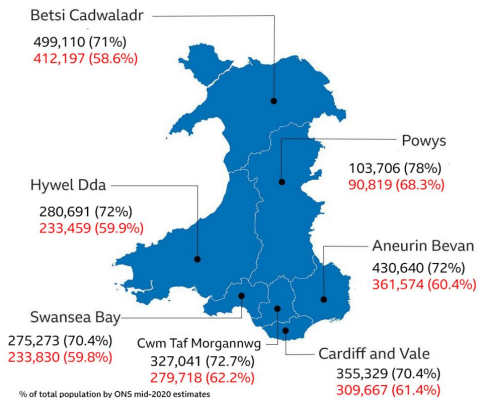 Betsi Cadwaladr
499,110 (71%)
412,197 (58.6%)
Powys
103,706 (78%)
90,819 (68.3%)
Hywel Dda
280,691 (72%)
233,459 (59.9%)
Aneurin Bevan
430,640 (72%)
361,574 (60.4%)
Swansea Bay
275,273 (70.4%)
233,830 (59.8%)
Cwm Taf Morgannwg
327,041 (72.7%)
279,718 (62.2%)
Cardiff and Vale
355,329 (70.4%)
309,667 (61.4%)
% of total population by ONS mid-2020 estimates